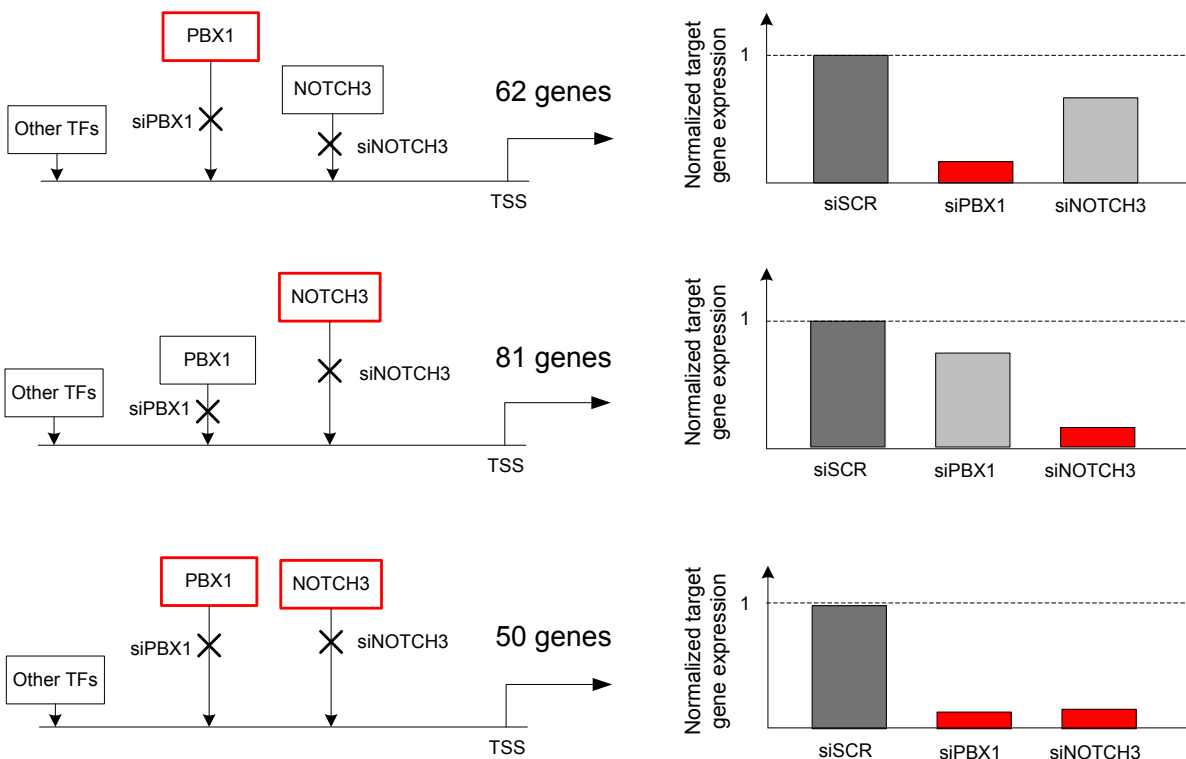 PBX1
NOTCH3
Other TFs
siPBX1
siNOTCH3
62 genes
TSS
Normalized target
gene expression
1
siSCR
siPBX1
siNOTCH3
NOTCH3
PBX1
Other TFs
siPBX1
siNOTCH3
81 genes
TSS
Normalized target
gene expression
1
siSCR
siPBX1
siNOTCH3
PBX1
NOTCH3
Other TFs
siPBX1
siNOTCH3
50 genes
TSS
Normalized target
gene expression
1
siSCR
siPBX1
siNOTCH3